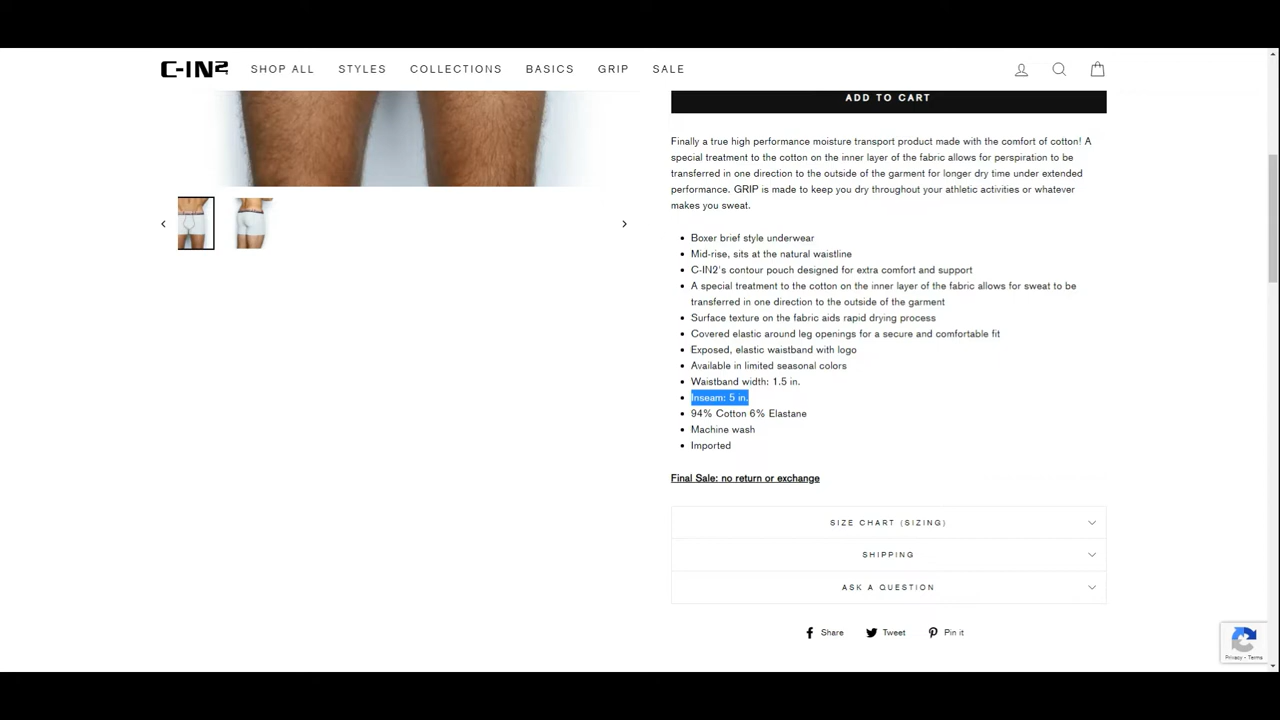 C-IN2 SHOP ALL STYLES COLLECTIONS BASICS GRIP SALE
ADD TO CART
Finally a true high performance moisture transport product made with the comfort of cotton! A
special treatment to the cotton on the inner layer of the fabric allows for perspiration to be
transferred in one direction to the outside of the garment for longer dry time under extended
performance. GRIP is made to keep you dry throughout your athletic activities or whatever
makes you sweat.
Boxer brief style underwear
Mid-rise, sits at the natural waistline
C-IN2's contour pouch designed for extra comfort and support
A special treatment to the cotton on the inner layer of the fabric allows for sweat to be
transferred in one direction to the outside of the garment
Surface texture on the fabric aids rapid drying process
Covered elastic around leg openings for a secure and comfortable fit
Exposed, elastic waistband with logo
Available in limited seasonal colors
Waistband width: 1.5 in.
Inseam: 5 in.
94% Cotton 6% Elastane
Machine wash
Imported
Final Sale: no return or exchange
SIZE CHART (SIZING)
SHIPPING
ASK A QUESTION
Share Tweet Pin it
Privacy - Terms